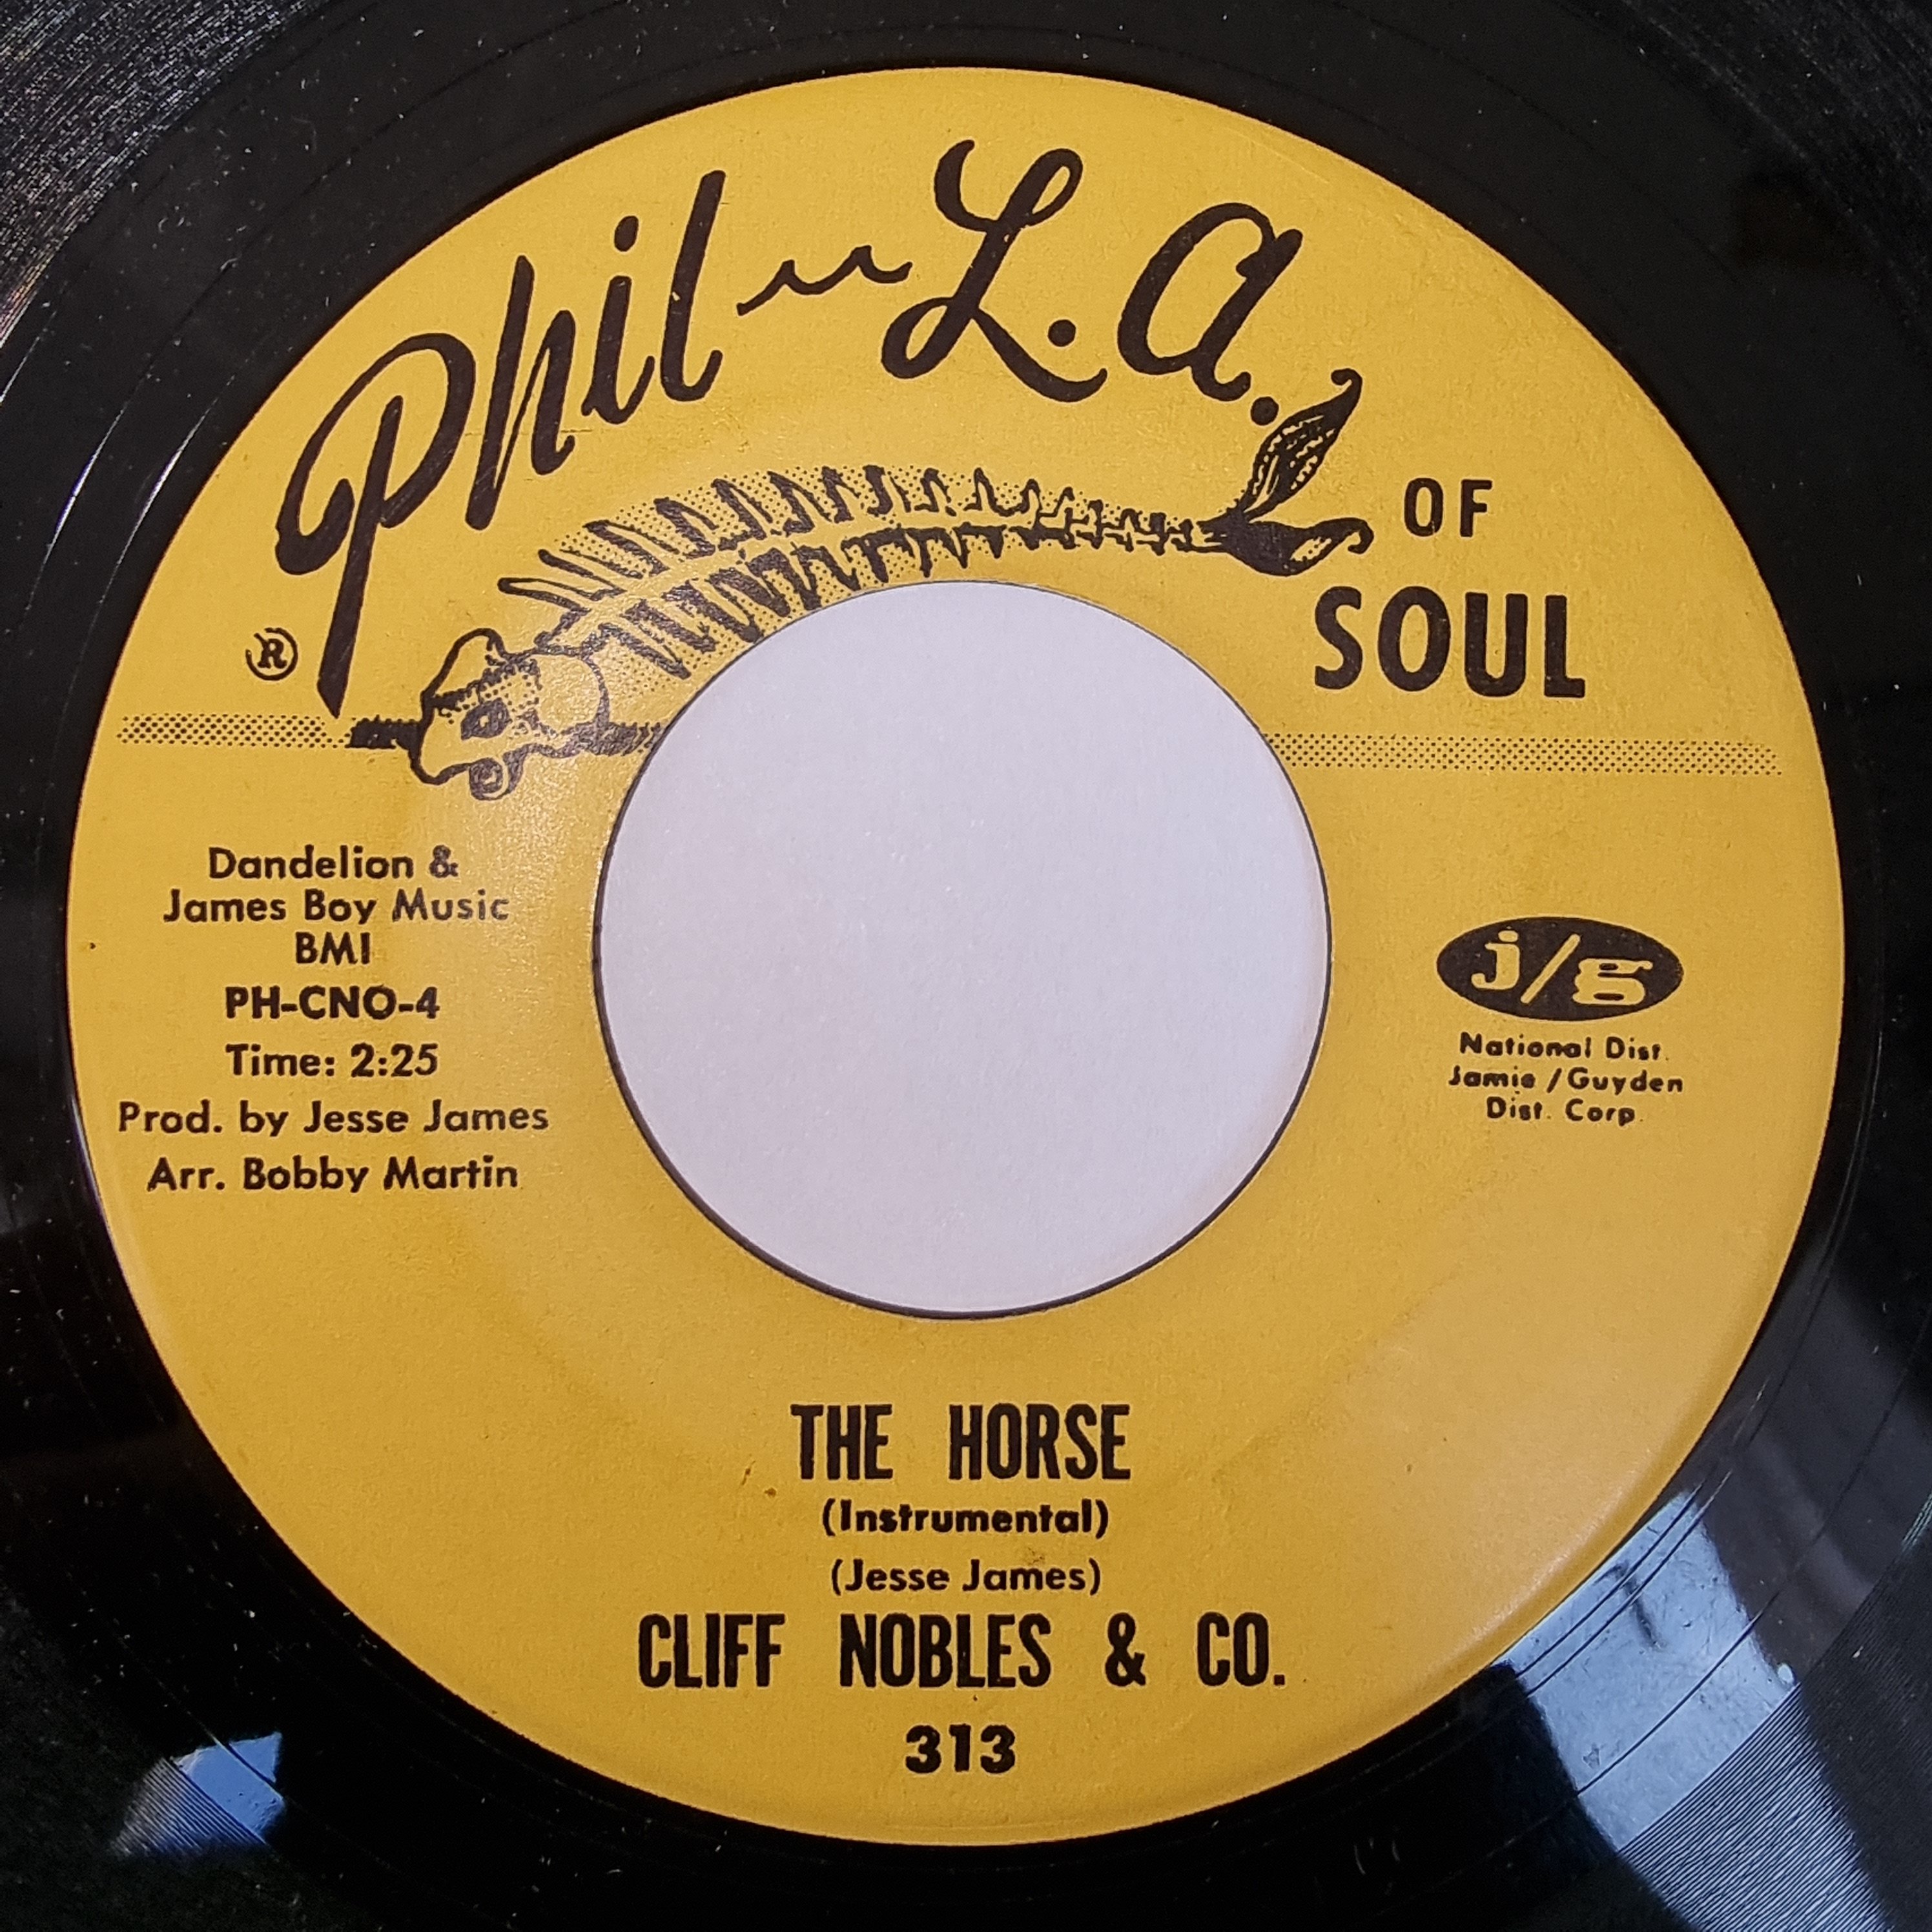 Phil~L.A.
OF
SOUL
®
Dandelion &
James Boy Music
BMI
PH-CNO-4
Time: 2:25
Prod. by Jesse James
Arr. Bobby Martin
j/g
National Dist.
Jamie / Guyden
Dist. Corp.
THE HORSE
(Instrumental)
(Jesse James)
CLIFF NOBLES & CO.
313